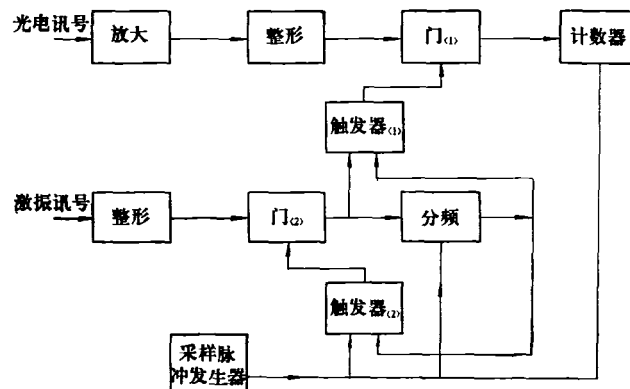 光电讯号
放大
整形
门(1)
计数器
触发器(1)
激振讯号
整形
门(2)
分频
触发器(2)
采样脉
冲发生器